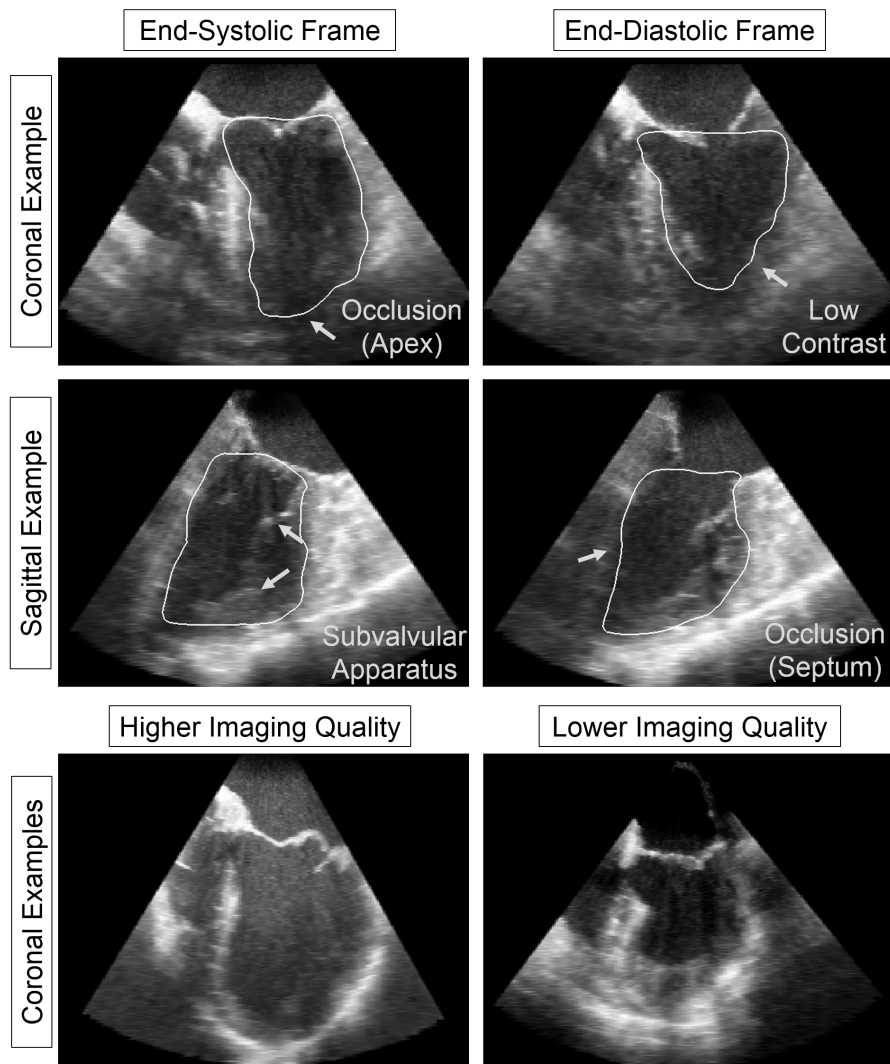 End-Systolic Frame
End-Diastolic Frame
Coronal Example
Occlusion
(Apex)
Low
Contrast
Sagittal Example
Subvalvular
Apparatus
Occlusion
(Septum)
Higher Imaging Quality
Lower Imaging Quality
Coronal Examples